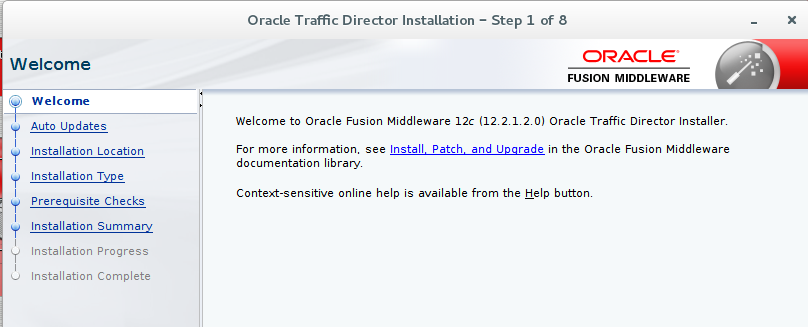 Oracle Traffic Director Installation – Step 1 of 8
Welcome
ORACLE
FUSION MIDDLEWARE
Welcome
Auto Updates
Installation Location
Installation Type
Prerequisite Checks
Installation Summary
Installation Progress
Installation Complete
Welcome to Oracle Fusion Middleware 12c (12.2.1.2.0) Oracle Traffic Director Installer.
For more information, see Install, Patch, and Upgrade in the Oracle Fusion Middleware
documentation library.
Context-sensitive online help is available from the Help button.